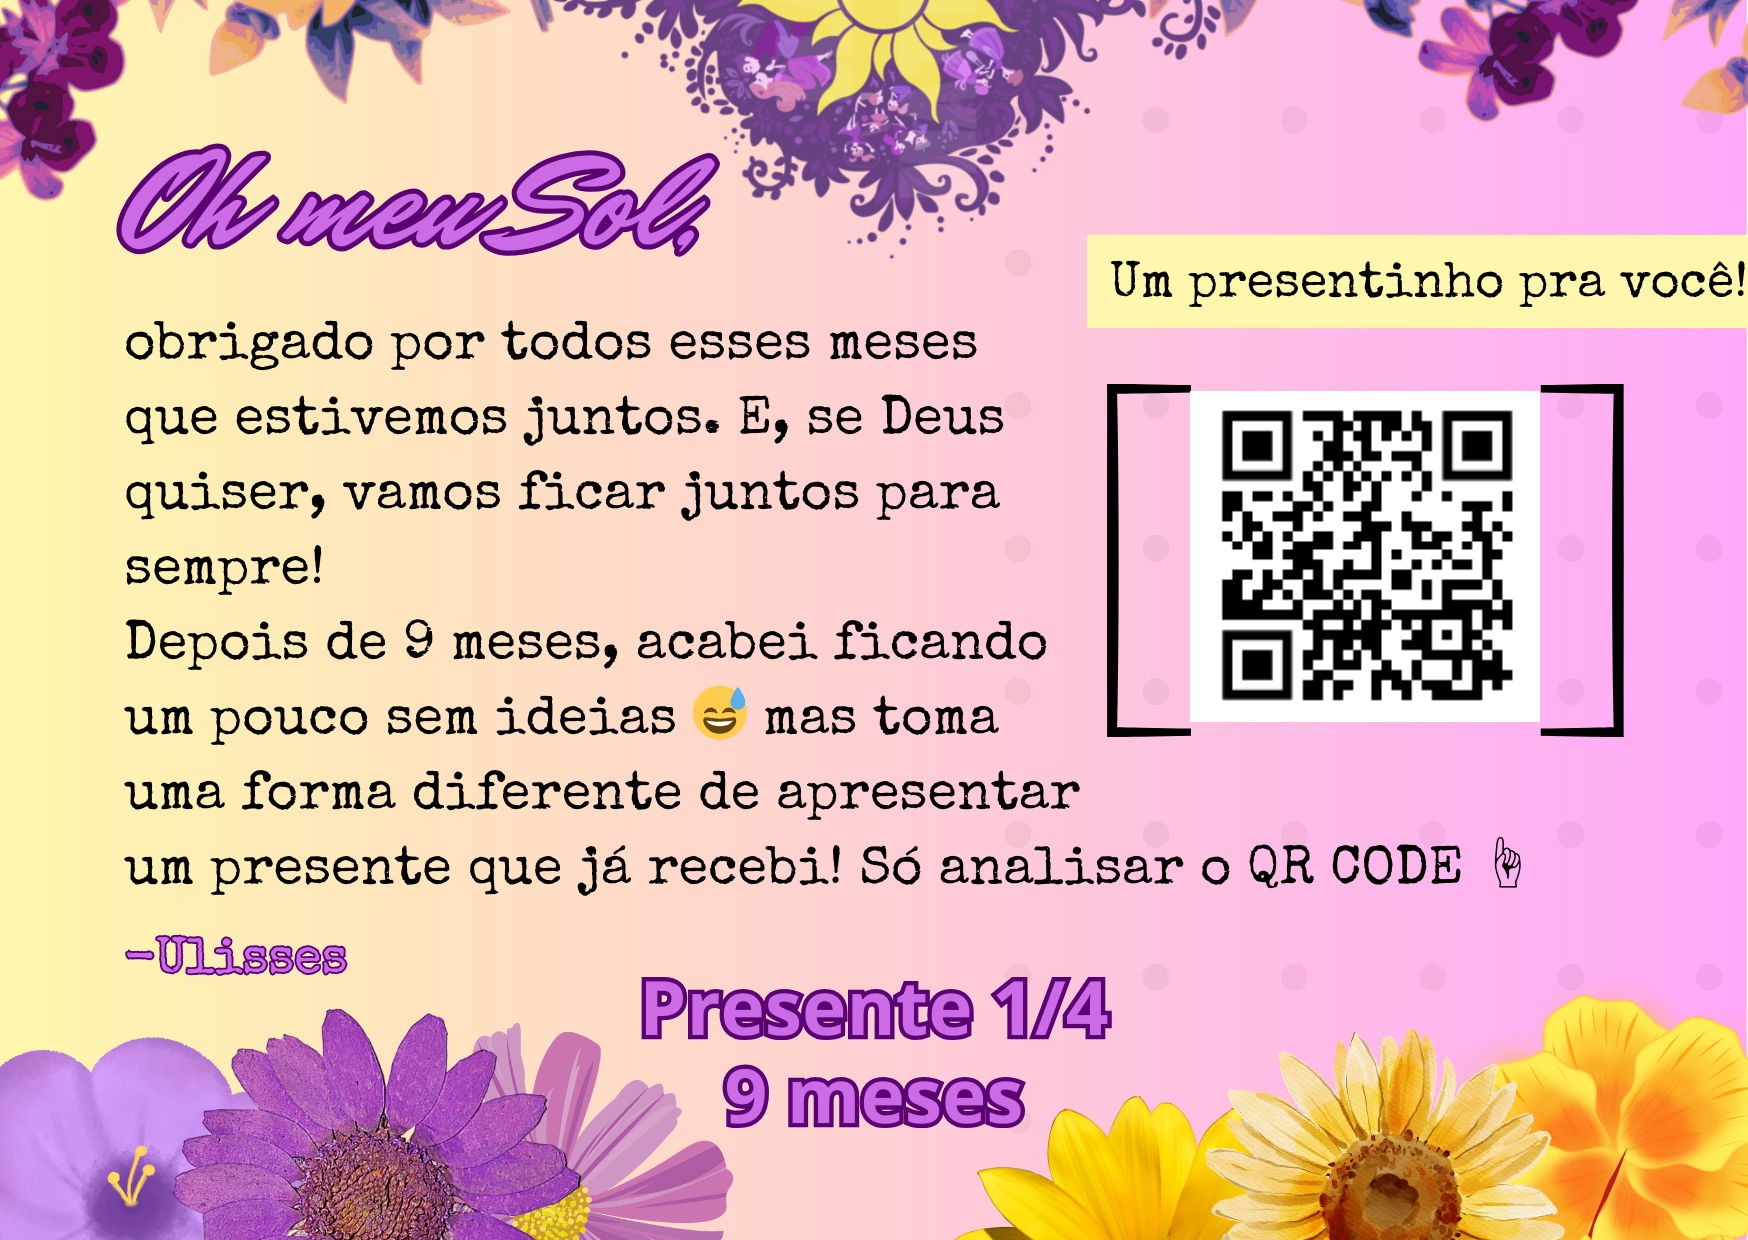 Oh meu Sol,
Um presentinho pra você!
obrigado por todos esses meses
que estivemos juntos. E, se Deus
quiser, vamos ficar juntos para
sempre!
Depois de 9 meses, acabei ficando
um pouco sem ideias 😅 mas toma
uma forma diferente de apresentar
um presente que já recebi! Só analisar o QR CODE ☝
-Ulisses
Presente 1/4
9 meses